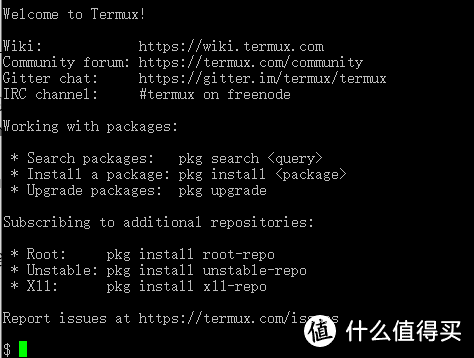 Welcome to Termux!
Wiki: https://wiki.termux.com
Community forum: https://termux.com/community
Gitter chat: https://gitter.im/termux/termux
IRC channel: #termux on freenode
Working with packages:
* Search packages: pkg search <query>
* Install a package: pkg install <package>
* Upgrade packages: pkg upgrade
Subscribing to additional repositories:
* Root: pkg install root-repo
* Unstable: pkg install unstable-repo
* X11: pkg install x11-repo
Report issues at https://termux.com/issues
$
值 什么值得买